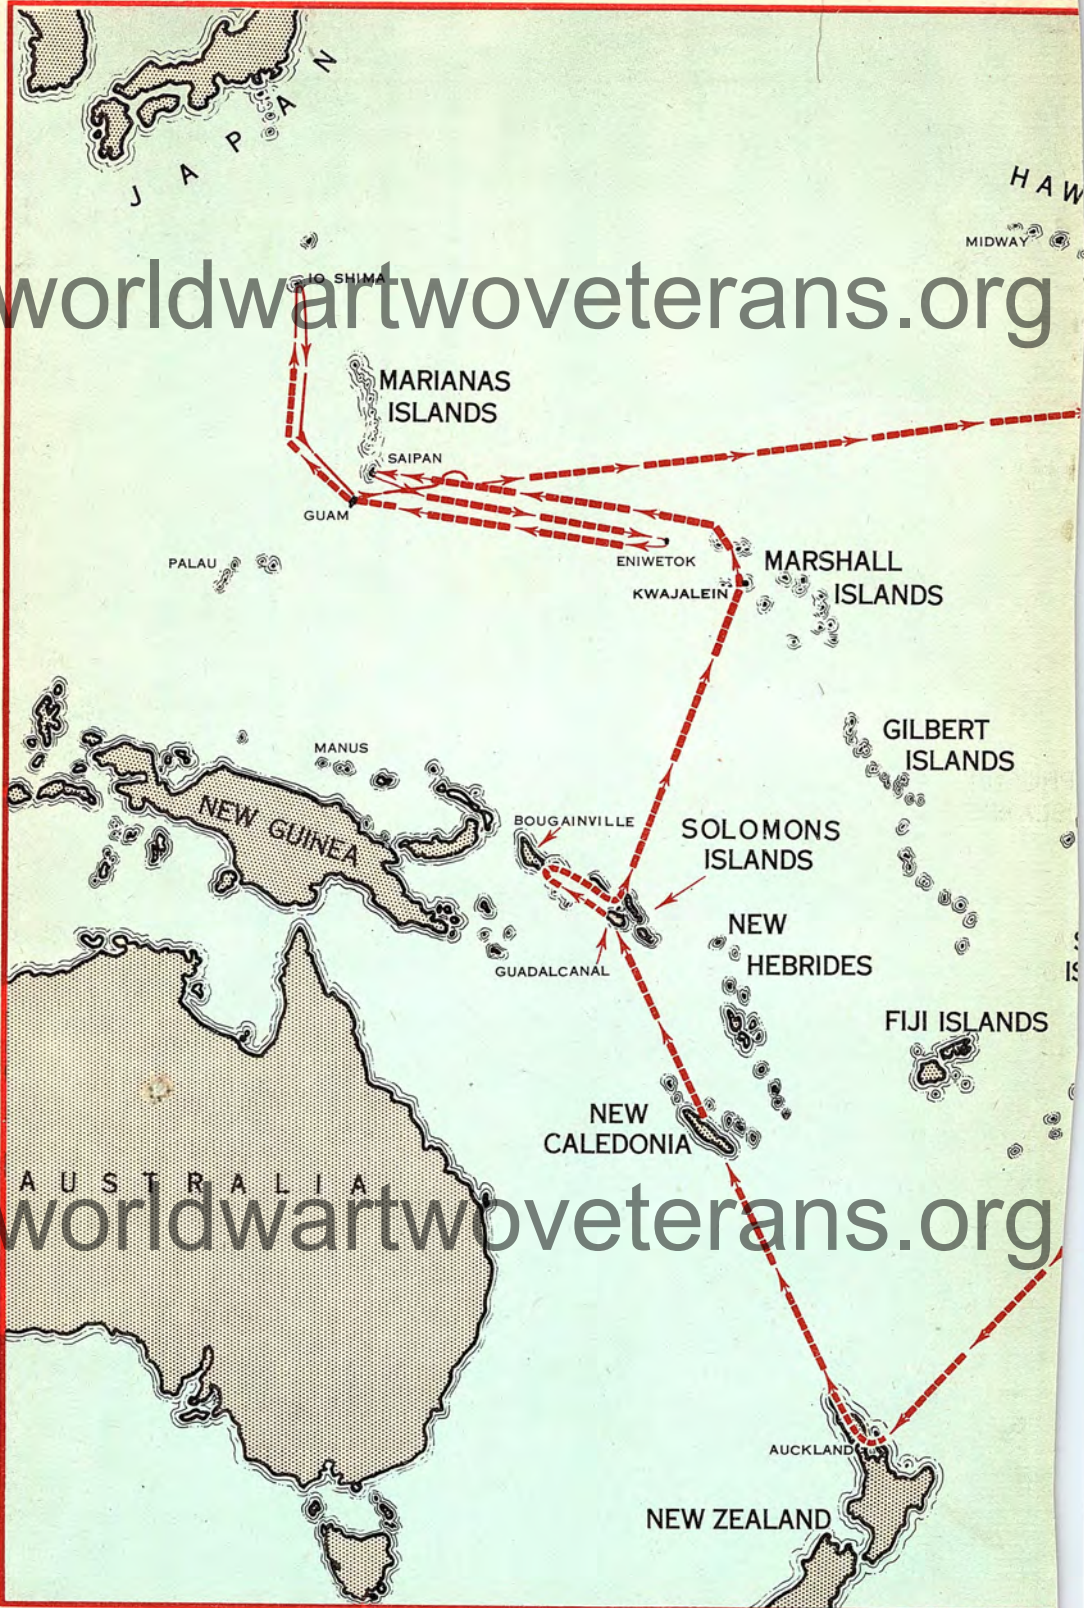 JAPAN
HAW
MIDWAY
IO SHIMA
worldwartwoveterans.org
MARIANAS
ISLANDS
SAIPAN
GUAM
ENIWETOK
PALAU
MARSHALL
ISLANDS
KWAJALEIN
GILBERT
ISLANDS
MANUS
NEW GUINEA
BOUGAINVILLE
SOLOMONS
ISLANDS
NEW
HEBRIDES
GUADALCANAL
S
IS
FIJI ISLANDS
NEW
CALEDONIA
AUSTRALIA
worldwartwoveterans.org
AUCKLAND
NEW ZEALAND